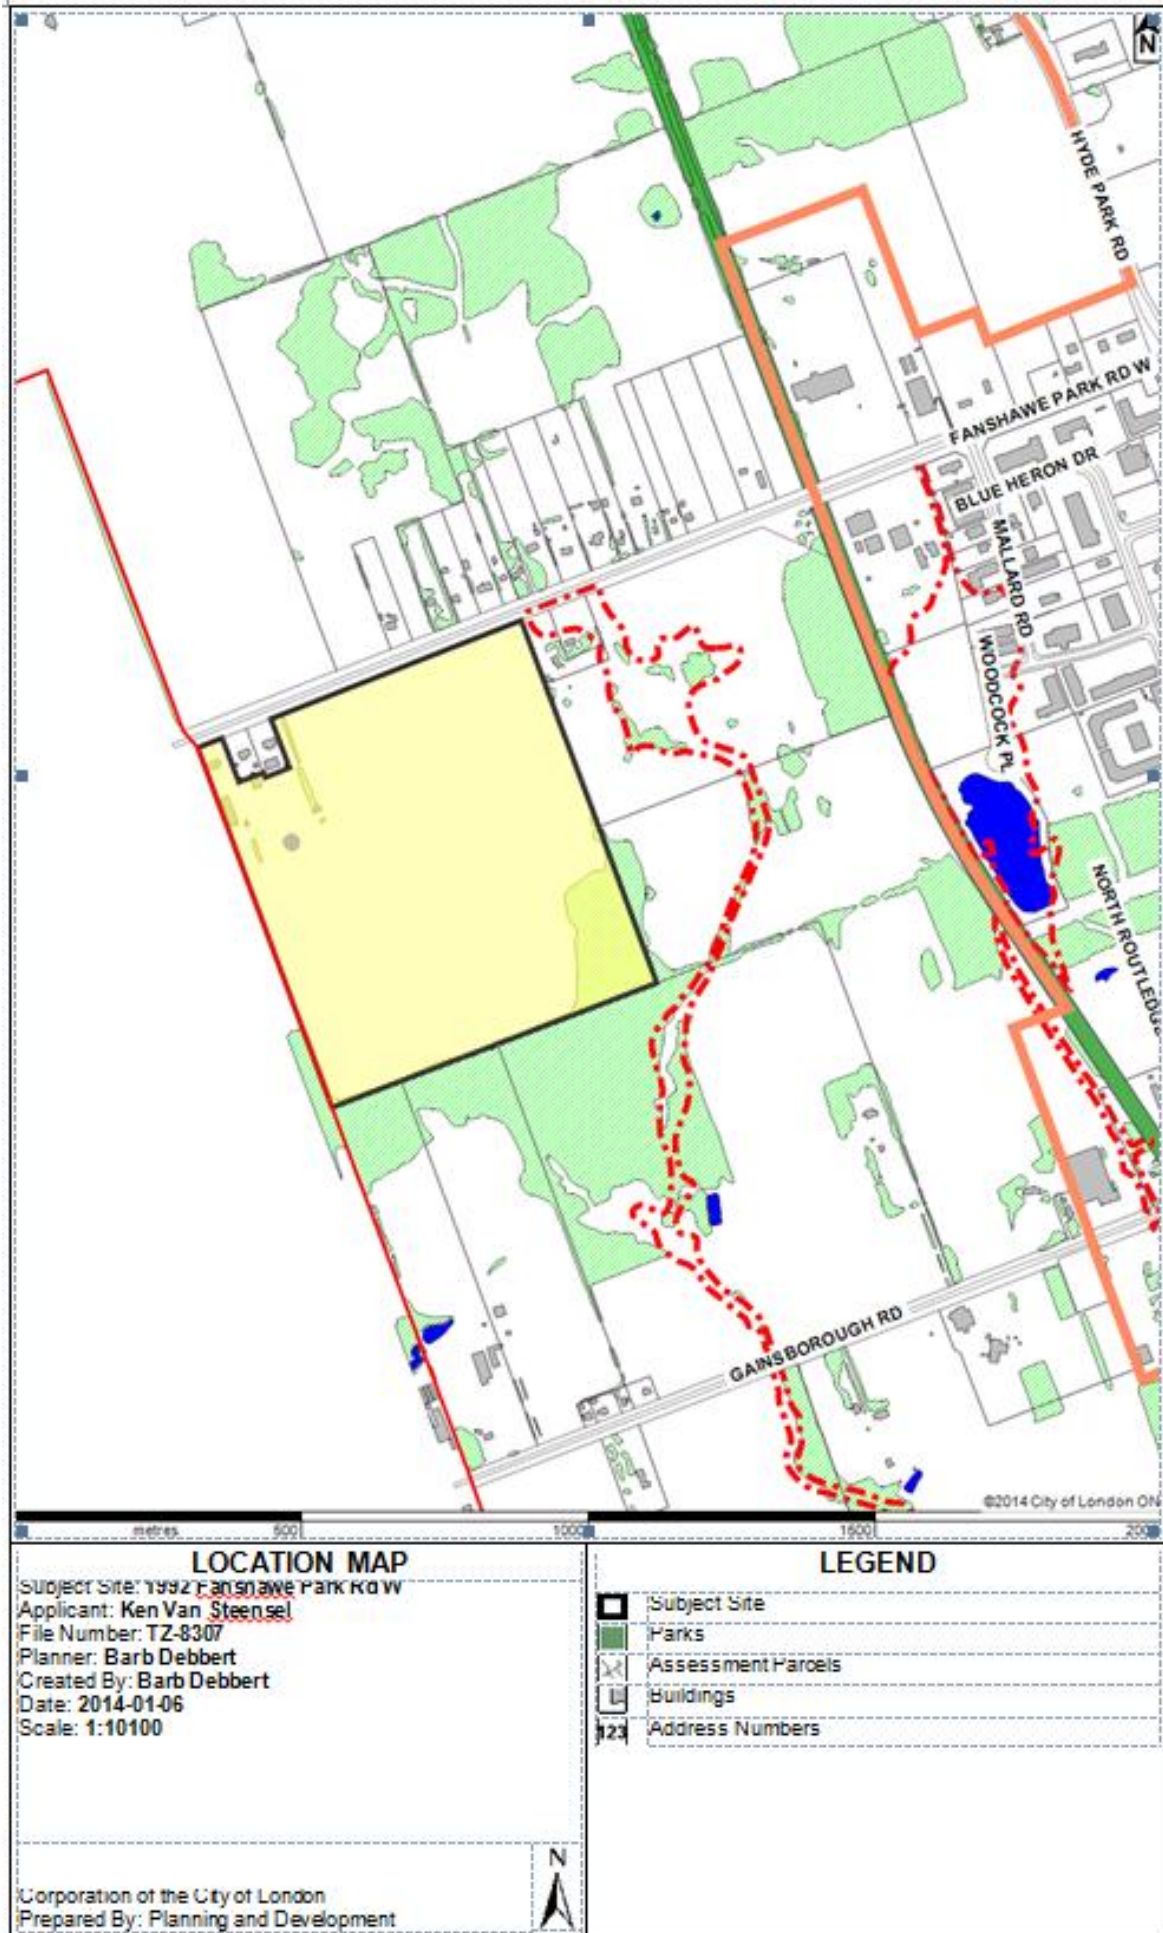 N
HYDE PARK RD
FANSHAWE PARK RD W
BLUE HERON DR
MALLARD RD
WOODCOCK PL
NORTH ROUTLEDGE
GAINSBOROUGH RD
©2014 City of London ON
metres 500 1000 1500 2000
LOCATION MAP
Subject Site: 1992 Fanshawe Park Rd W
Applicant: Ken Van Steensel
File Number: TZ-8307
Planner: Barb Debbert
Created By: Barb Debbert
Date: 2014-01-06
Scale: 1:10100
Corporation of the City of London
Prepared By: Planning and Development
N
LEGEND
Subject Site
Parks
Assessment Parcels
Buildings
123 Address Numbers